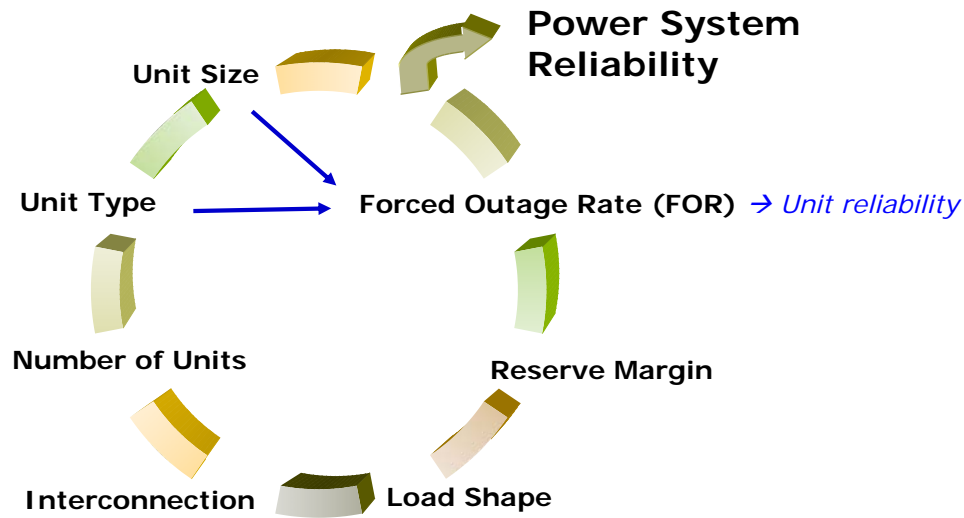 Power System
Reliability
Unit Size
Unit Type
Forced Outage Rate (FOR) → Unit reliability
Number of Units
Reserve Margin
Interconnection
Load Shape